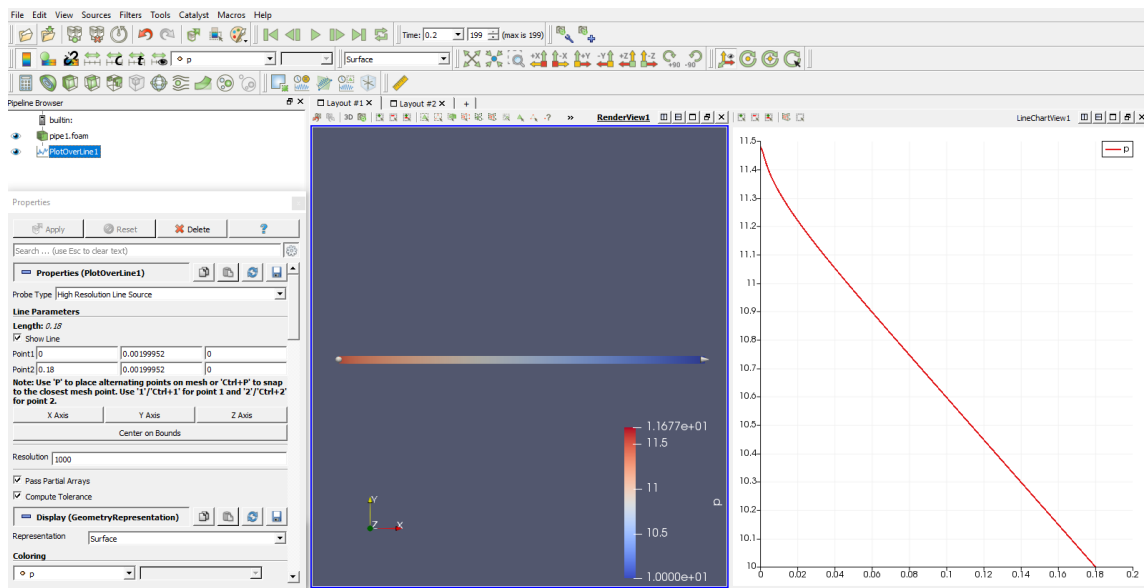 File Edit View Sources Filters Tools Catalyst Macros Help
Time: 0.2 199 (max is 199)
p Surface +X -X +Y -Y +Z -Z +90 -90
Pipeline Browser
builtin:
pipe1.foam
PlotOverLine1
Properties
Apply Reset Delete ?
Search ... (use Esc to clear text)
Properties (PlotOverLine1)
Probe Type High Resolution Line Source
Line Parameters
Length: 0.18
Show Line
Point1 0 0.00199952 0
Point2 0.18 0.00199952 0
Note: Use 'P' to place alternating points on mesh or 'Ctrl+P' to snap
to the closest mesh point. Use '1'/'Ctrl+1' for point 1 and '2'/'Ctrl+2'
for point 2.
X Axis Y Axis Z Axis
Center on Bounds
Resolution 1000
Pass Partial Arrays
Compute Tolerance
Display (GeometryRepresentation)
Representation Surface
Coloring
p
Layout #1 Layout #2 +
3D ? » RenderView1
1.1677e+01
11.5
11
10.5
1.0000e+01
p
Y
Z X
LineChartView1
p
11.5
11.4
11.3
11.2
11.1
11
10.9
10.8
10.7
10.6
10.5
10.4
10.3
10.2
10.1
10
0 0.02 0.04 0.06 0.08 0.1 0.12 0.14 0.16 0.18 0.2